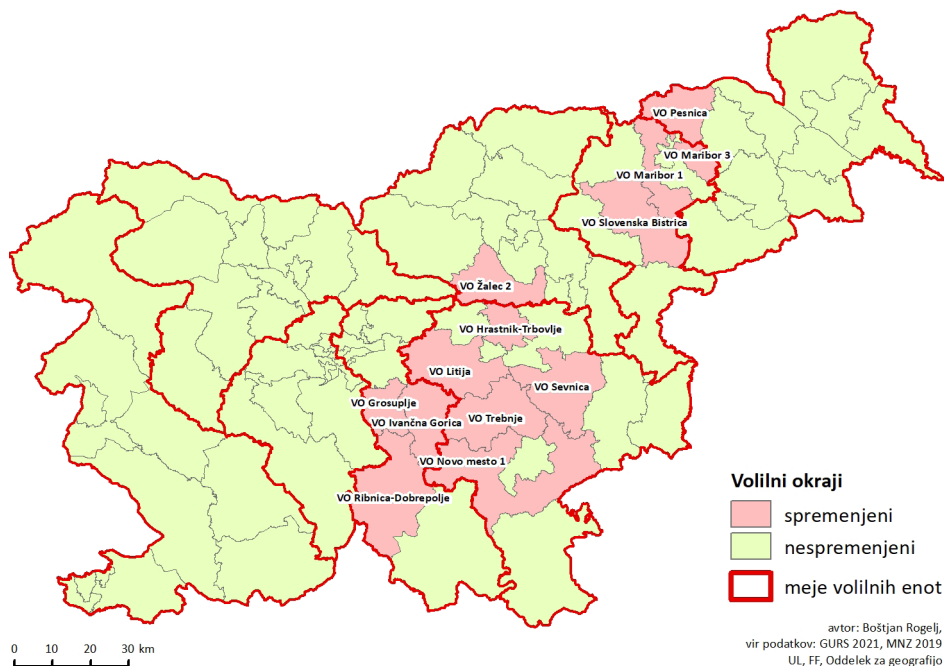 VO Pesnica
VO Maribor 3
VO Maribor 1
VO Slovenska Bistrica
VO Žalec 2
VO Hrastnik-Trbovlje
VO Litija
VO Sevnica
VO Grosuplje
VO Trebnje
VO Ivančna Gorica
VO Novo mesto 1
VO Ribnica-Dobrepolje
Volilni okraji
spremenjeni
nespremenjeni
meje volilnih enot
avtor: Boštjan Rogelj,
vir podatkov: GURS 2021, MNZ 2019
UL, FF, Oddelek za geografijo
0 10 20 30 km